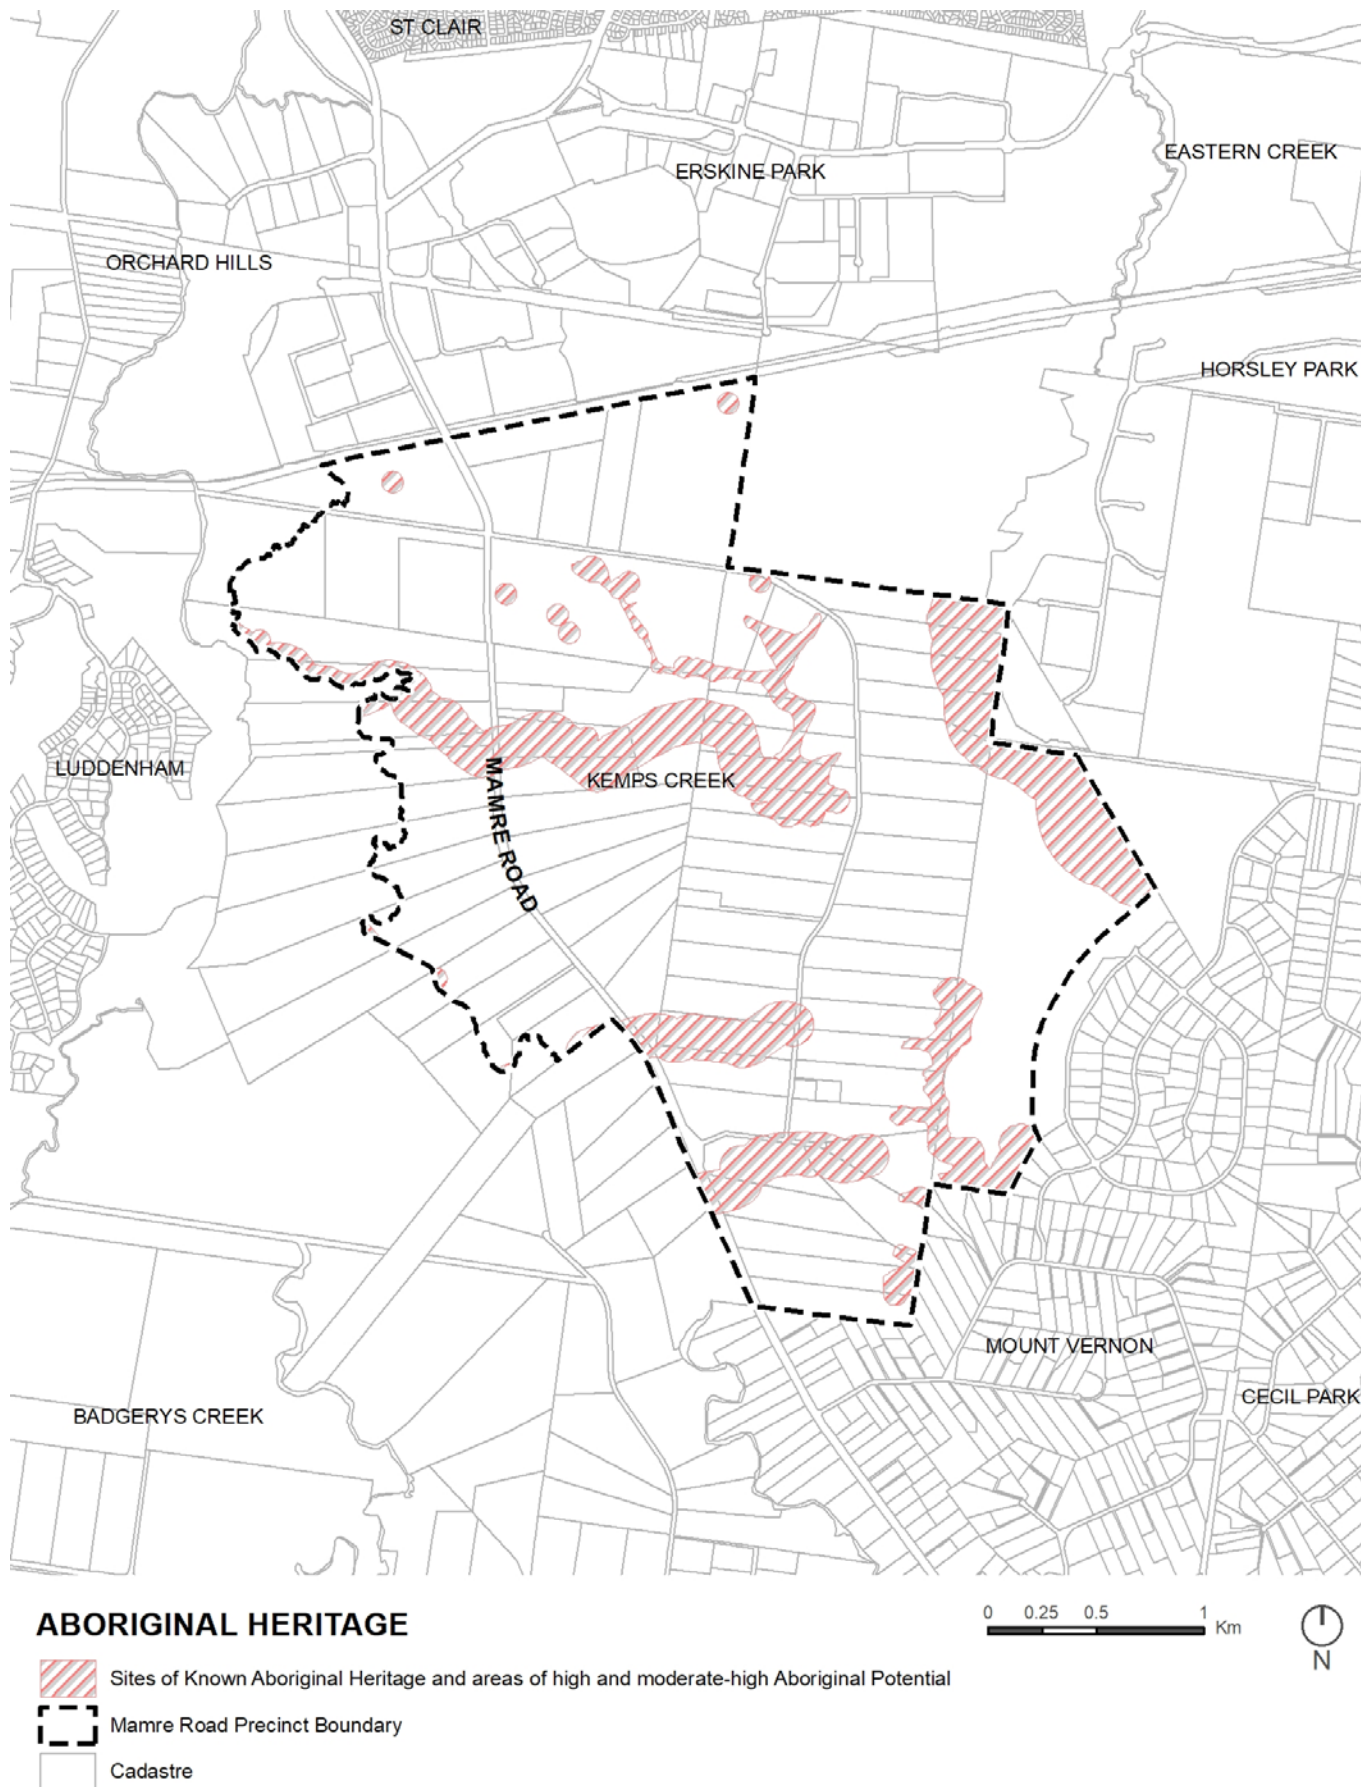 ST CLAIR
EASTERN CREEK
ERSKINE PARK
ORCHARD HILLS
HORSLEY PARK
LUDDENHAM
KEMPS CREEK
MAMRE ROAD
MOUNT VERNON
CECIL PARK
BADGERYS CREEK
ABORIGINAL HERITAGE
0 0.25 0.5 1
Km
N
Sites of Known Aboriginal Heritage and areas of high and moderate-high Aboriginal Potential
Mamre Road Precinct Boundary
Cadastre